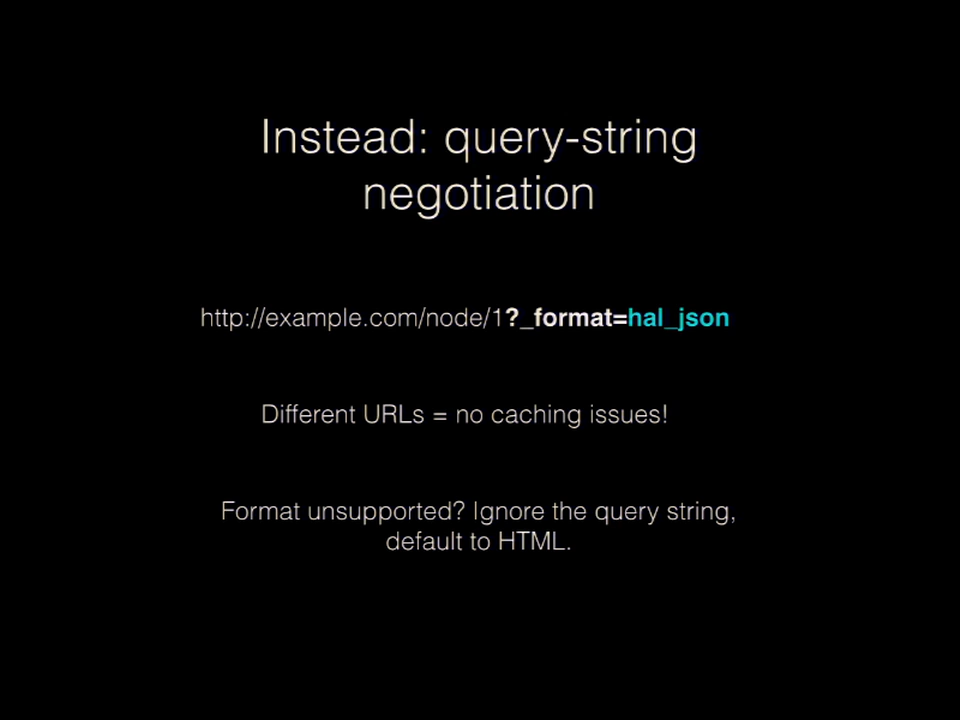 Instead: query-string
negotiation
http://example.com/node/1?_format=hal_json
Different URLs = no caching issues!
Format unsupported? Ignore the query string,
default to HTML.